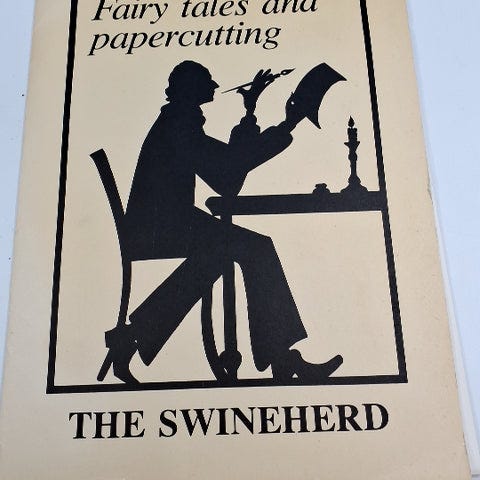 Fairy tales and
papercutting
THE SWINEHERD